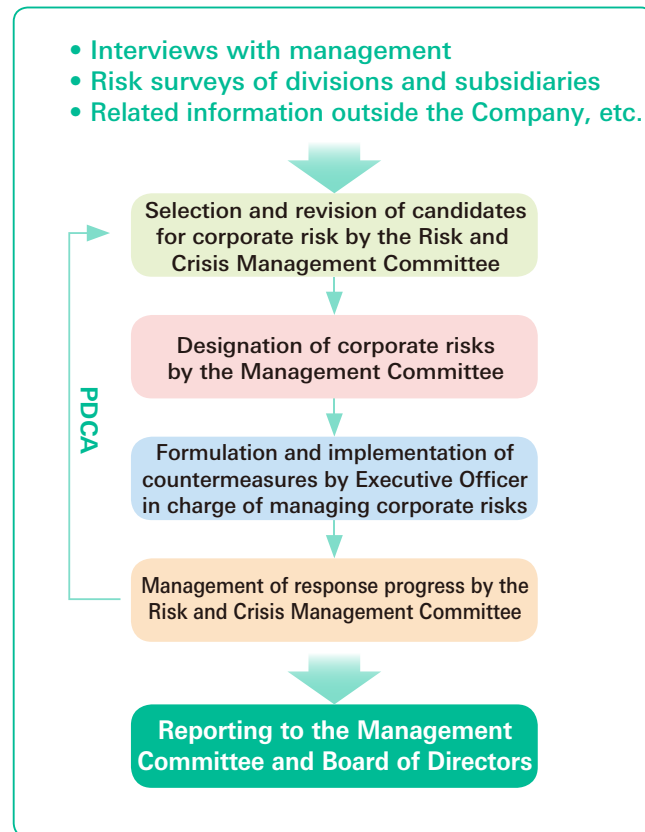 • Interviews with management
• Risk surveys of divisions and subsidiaries
• Related information outside the Company, etc.
Selection and revision of candidates
for corporate risk by the Risk and
Crisis Management Committee
Designation of corporate risks
by the Management Committee
PDCA
Formulation and implementation of
countermeasures by Executive Officer
in charge of managing corporate risks
Management of response progress by the
Risk and Crisis Management Committee
Reporting to the Management
Committee and Board of Directors